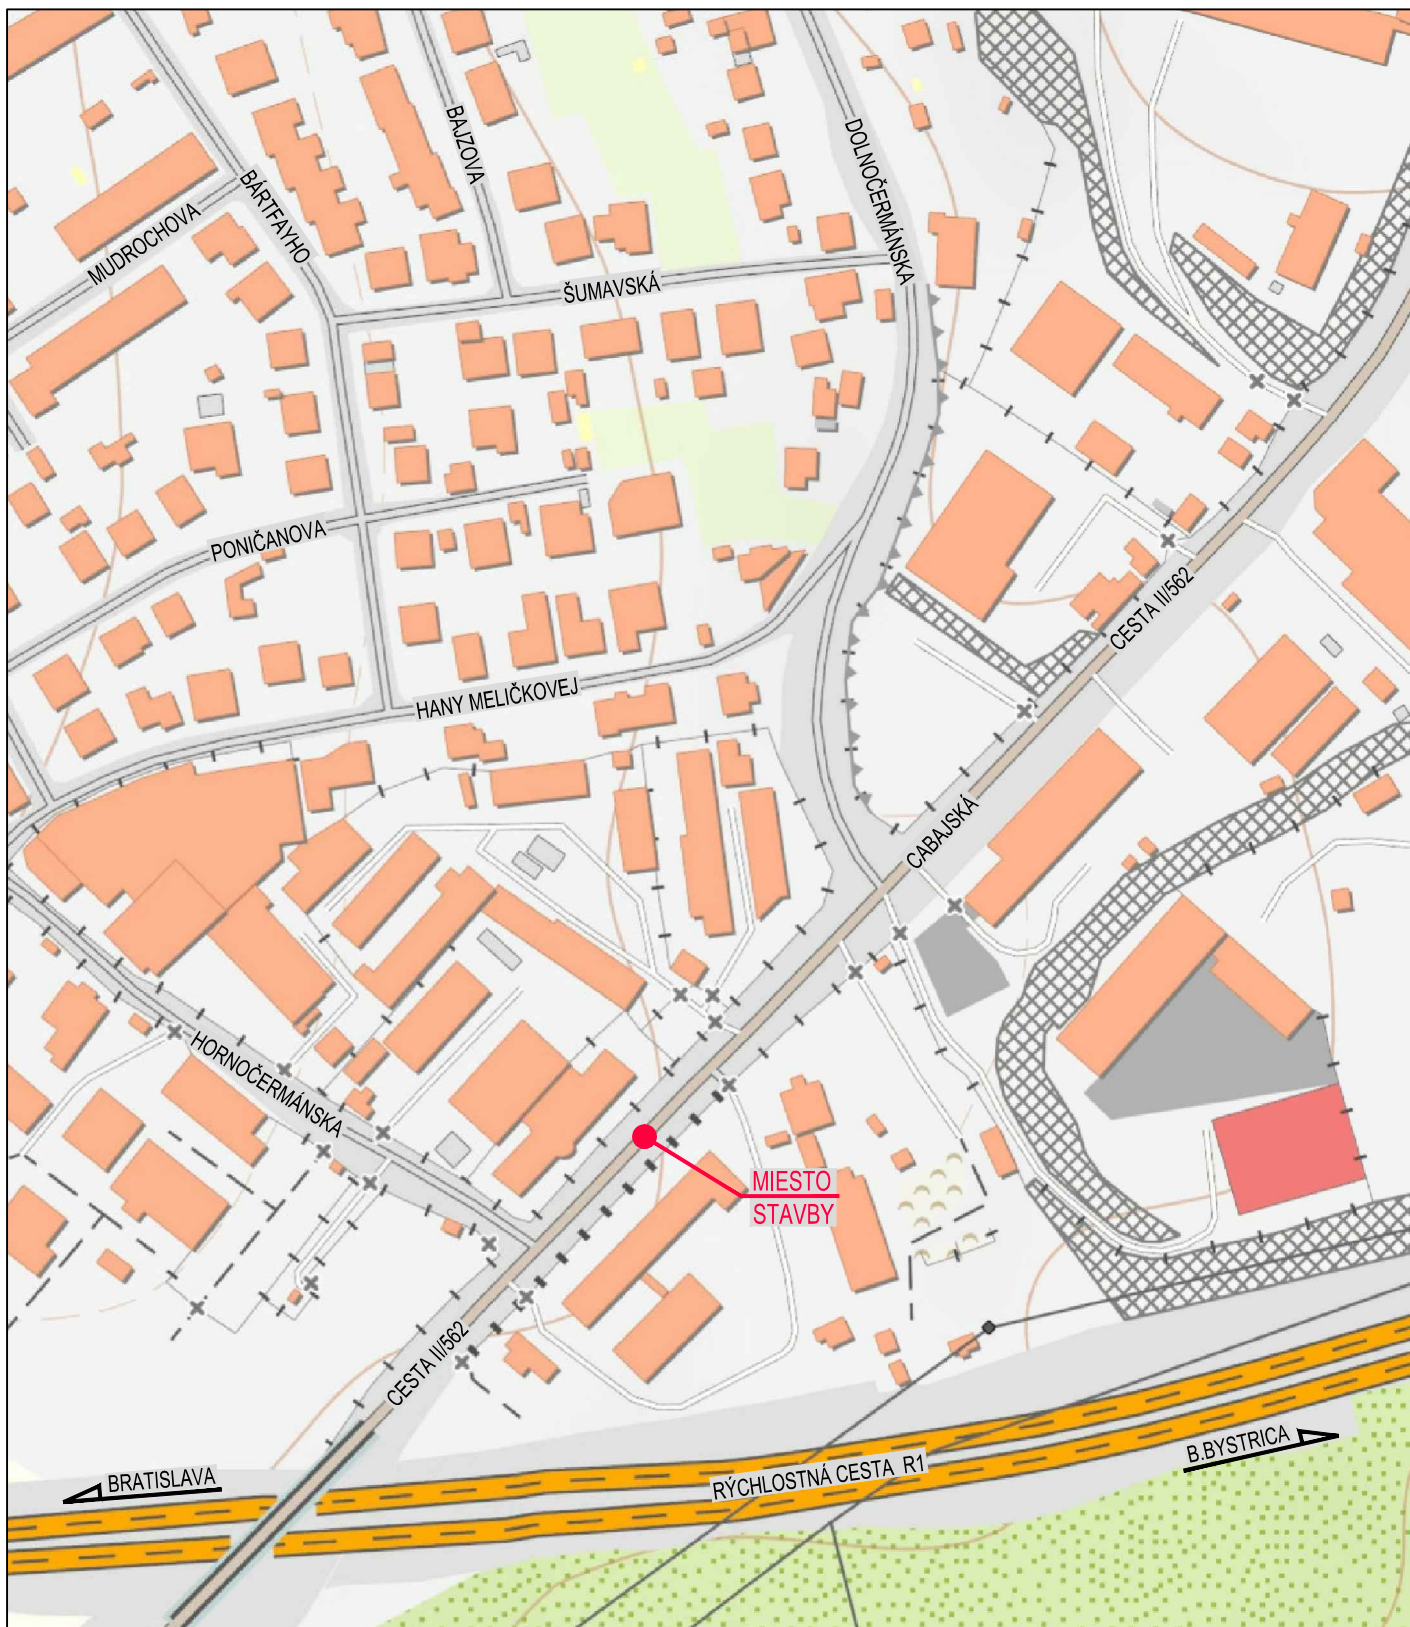 BAJZOVA
DOLNOČERMÁNSKA
BÁRTFAYHO
MUDROCHOVA
ŠUMAVSKÁ
PONIČANOVA
CESTA II/562
HANY MELIČKOVEJ
CABAJSKÁ
HORNOČERMÁNSKA
MIESTO
STAVBY
CESTA II/562
B.BYSTRICA
RÝCHLOSTNÁ CESTA R1
BRATISLAVA